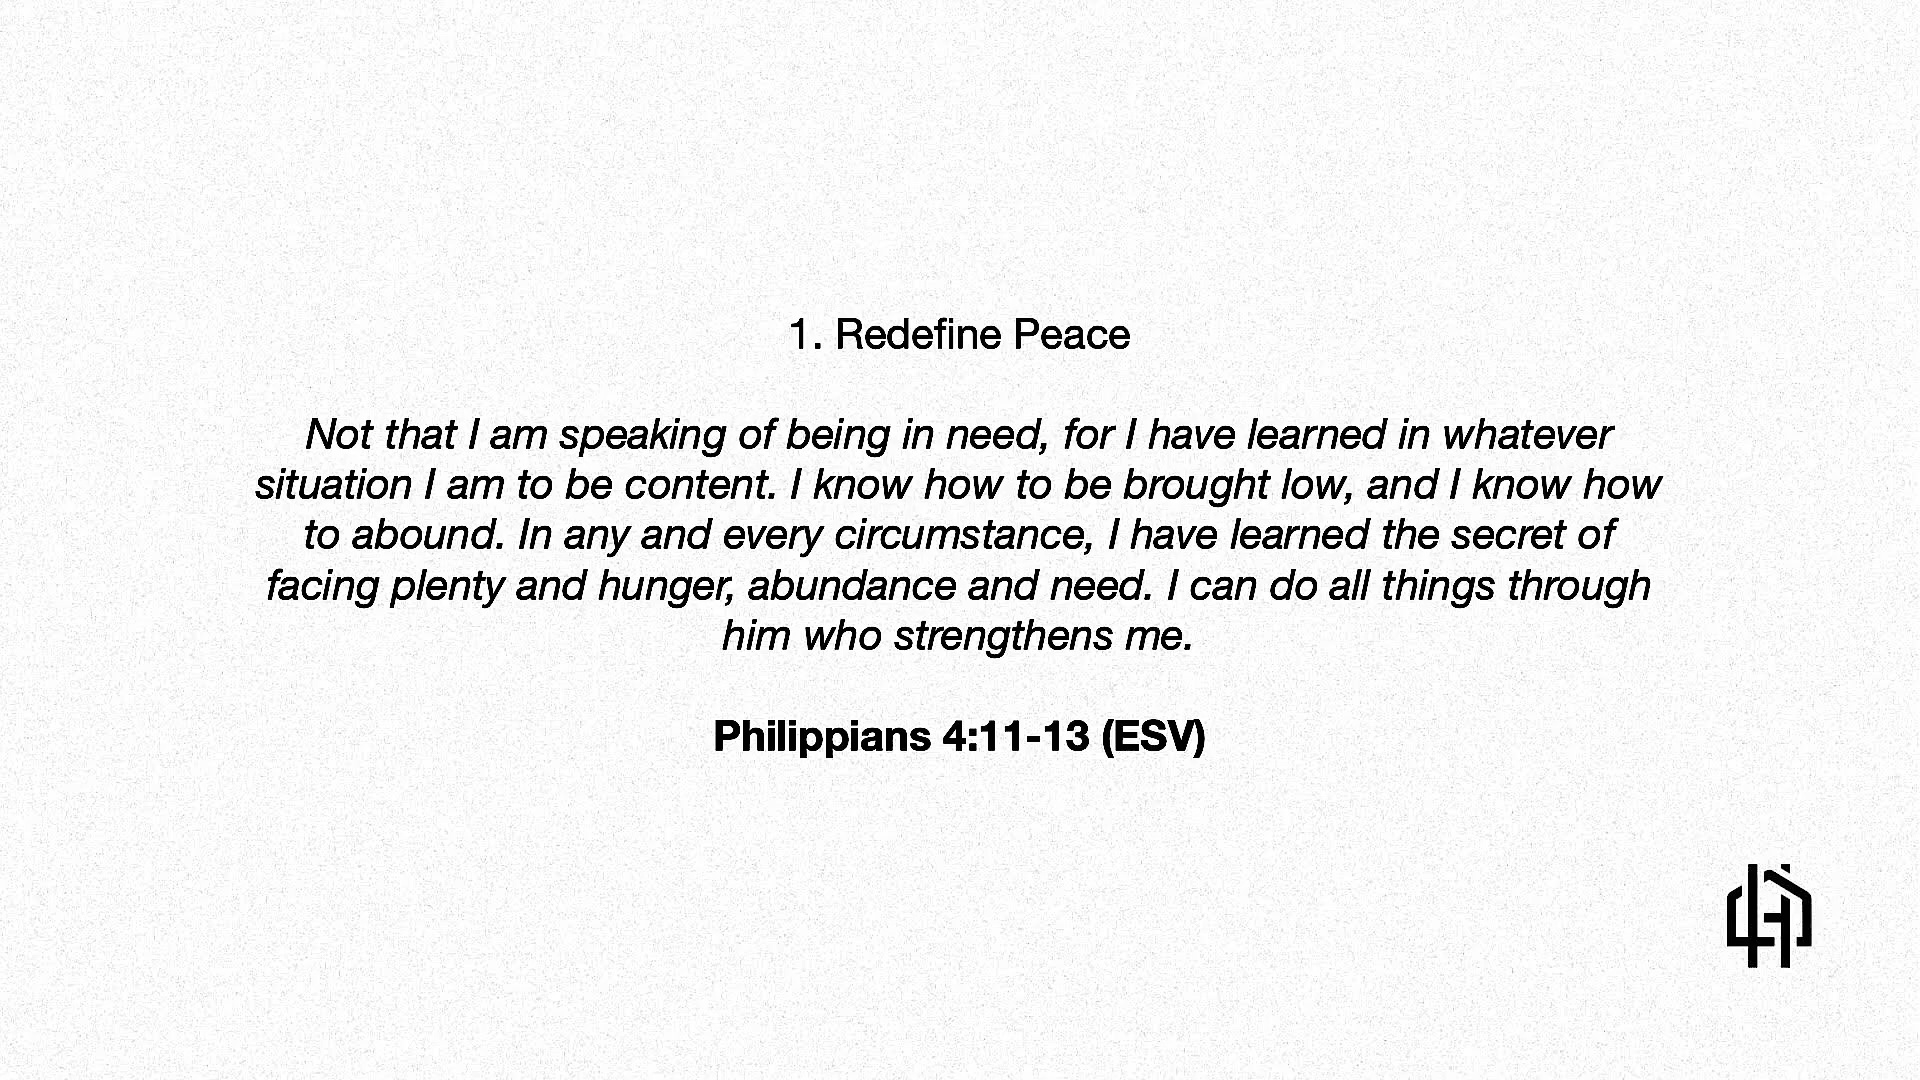 1. Redefine Peace
Not that I am speaking of being in need, for I have learned in whatever
situation I am to be content. I know how to be brought low, and I know how
to abound. In any and every circumstance, I have learned the secret of
facing plenty and hunger, abundance and need. I can do all things through
him who strengthens me.
Philippians 4:11-13 (ESV)